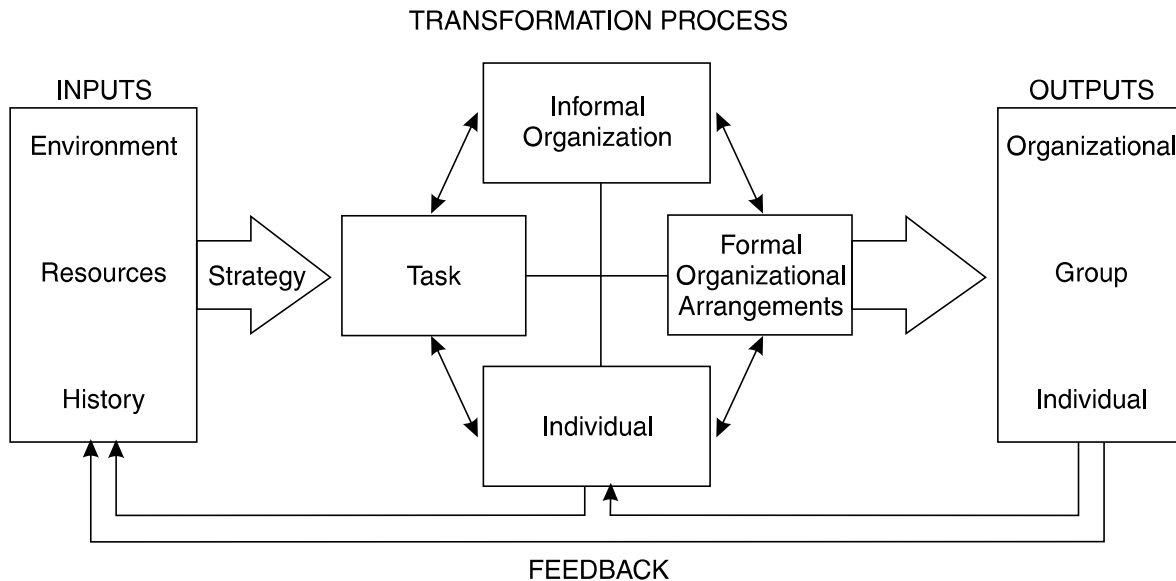 TRANSFORMATION PROCESS
INPUTS
Environment
Resources
History
Strategy
Informal
Organization
Task
Formal
Organizational
Arrangements
Individual
OUTPUTS
Organizational
Group
Individual
FEEDBACK